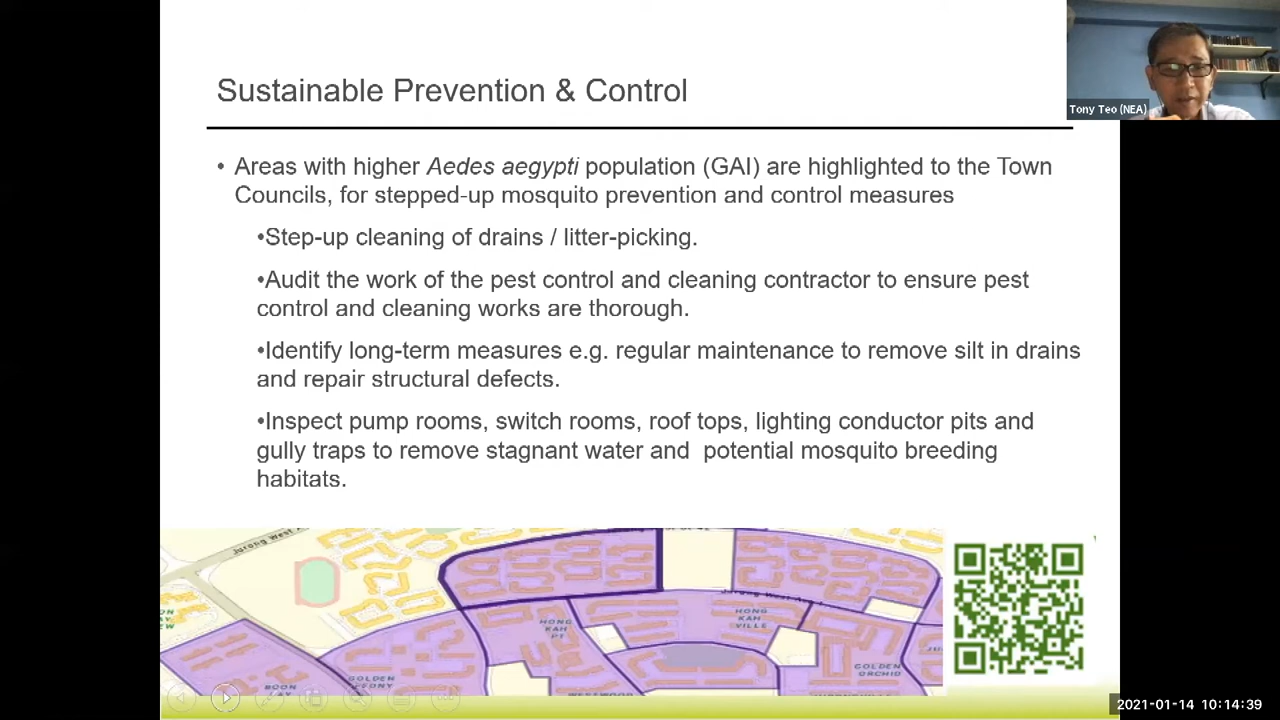 Sustainable Prevention & Control
Tony Teo (NEA)
• Areas with higher Aedes aegypti population (GAI) are highlighted to the Town
Councils, for stepped-up mosquito prevention and control measures
•Step-up cleaning of drains / litter-picking.
•Audit the work of the pest control and cleaning contractor to ensure pest
control and cleaning works are thorough.
•Identify long-term measures e.g. regular maintenance to remove silt in drains
and repair structural defects.
•Inspect pump rooms, switch rooms, roof tops, lighting conductor pits and
gully traps to remove stagnant water and potential mosquito breeding
habitats.
Jurong West
Jurong West Ave
HONG
KAH
VILLE
HONG
KAH
GOLDEN
ORCHID
GOLDEN
BOON
2021-01-14 10:14:39